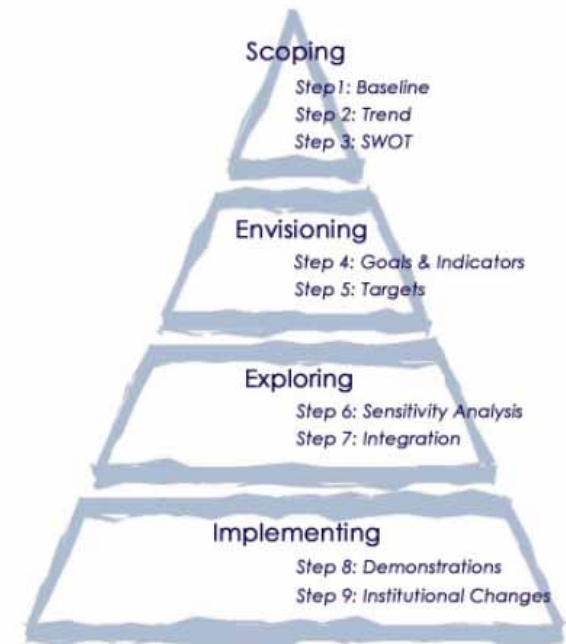 Scoping
Step1: Baseline
Step 2: Trend
Step 3: SWOT
Envisioning
Step 4: Goals & Indicators
Step 5: Targets
Exploring
Step 6: Sensitivity Analysis
Step 7: Integration
Implementing
Step 8: Demonstrations
Step 9: Institutional Changes